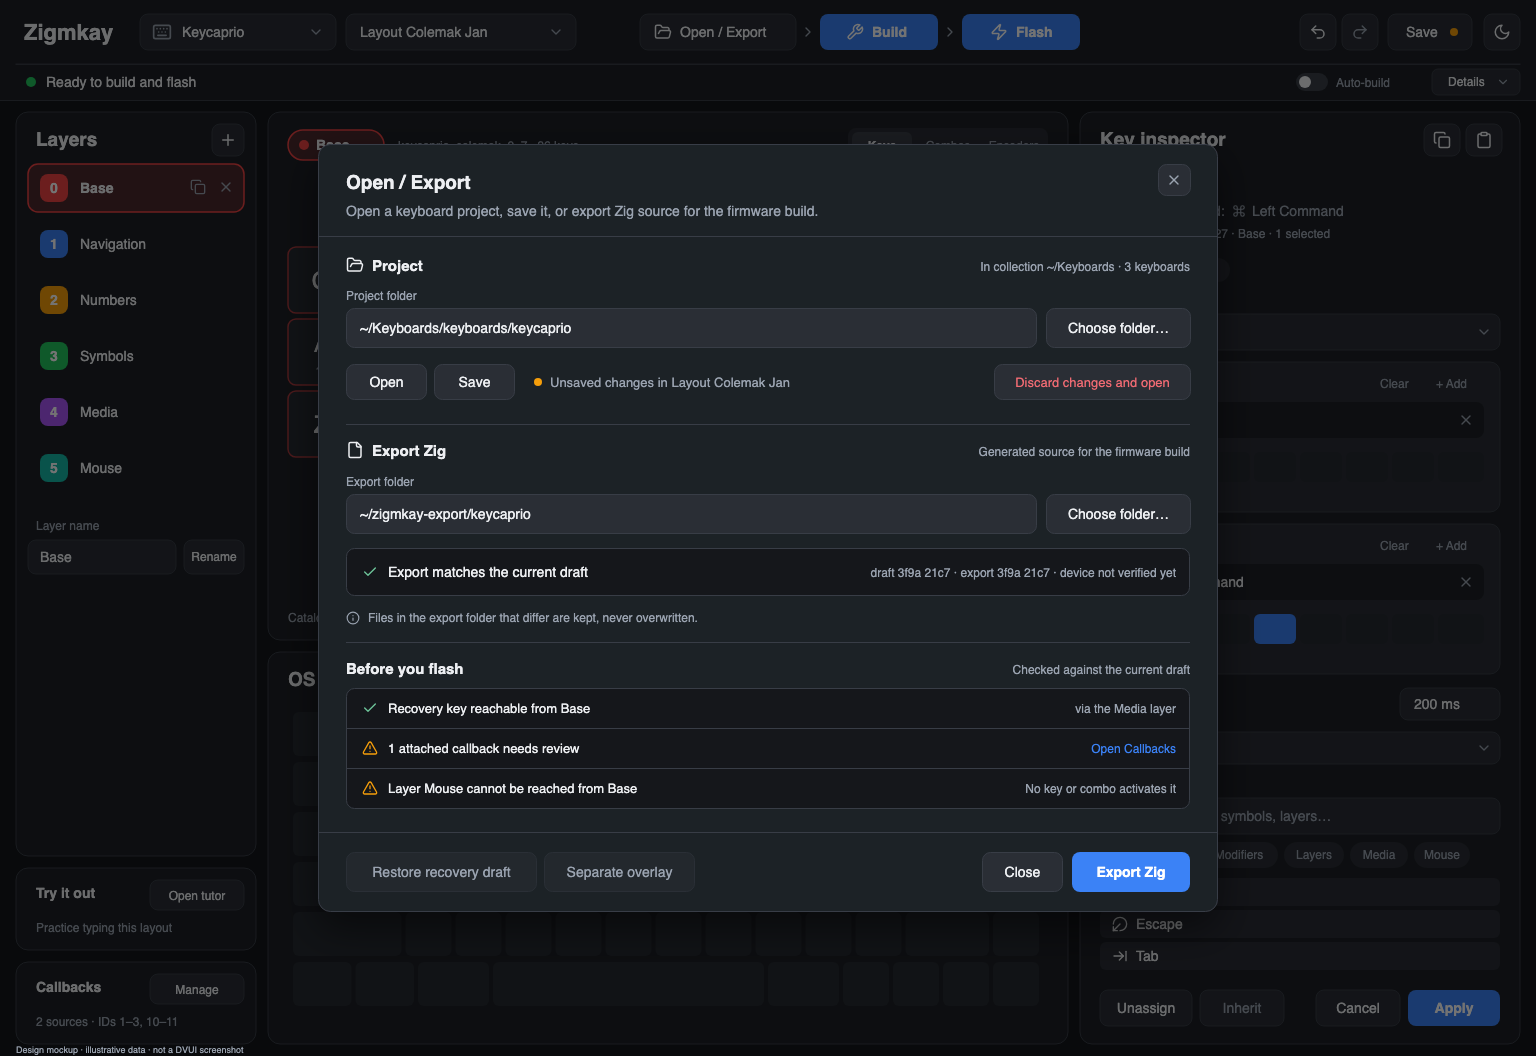 Zigmkay
Keycaprio
Layout Colemak Jan
Open / Export
Build
Flash
Save
Ready to build and flash
Auto-build
Details
Layers
0 Base
1 Navigation
2 Numbers
3 Symbols
4 Media
5 Mouse
Layer name
Base
Rename
Try it out
Open tutor
Practice typing this layout
Callbacks
Manage
2 sources · IDs 1–3, 10–11
Design mockup · illustrative data · not a DVUI screenshot
Key inspector
⌘ Left Command
27 · Base · 1 selected
Open / Export
Open a keyboard project, save it, or export Zig source for the firmware build.
Project
In collection ~/Keyboards · 3 keyboards
Project folder
~/Keyboards/keyboards/keycaprio
Choose folder…
Open
Save
Unsaved changes in Layout Colemak Jan
Discard changes and open
Export Zig
Generated source for the firmware build
Export folder
~/zigmkay-export/keycaprio
Choose folder…
Export matches the current draft
draft 3f9a 21c7 · export 3f9a 21c7 · device not verified yet
Files in the export folder that differ are kept, never overwritten.
Before you flash
Checked against the current draft
Recovery key reachable from Base
via the Media layer
1 attached callback needs review
Open Callbacks
Layer Mouse cannot be reached from Base
No key or combo activates it
Restore recovery draft
Separate overlay
Close
Export Zig
OS
Clear
+ Add
Clear
+ Add
200 ms
symbols, layers…
Modifiers
Layers
Media
Mouse
Escape
Tab
Unassign
Inherit
Cancel
Apply